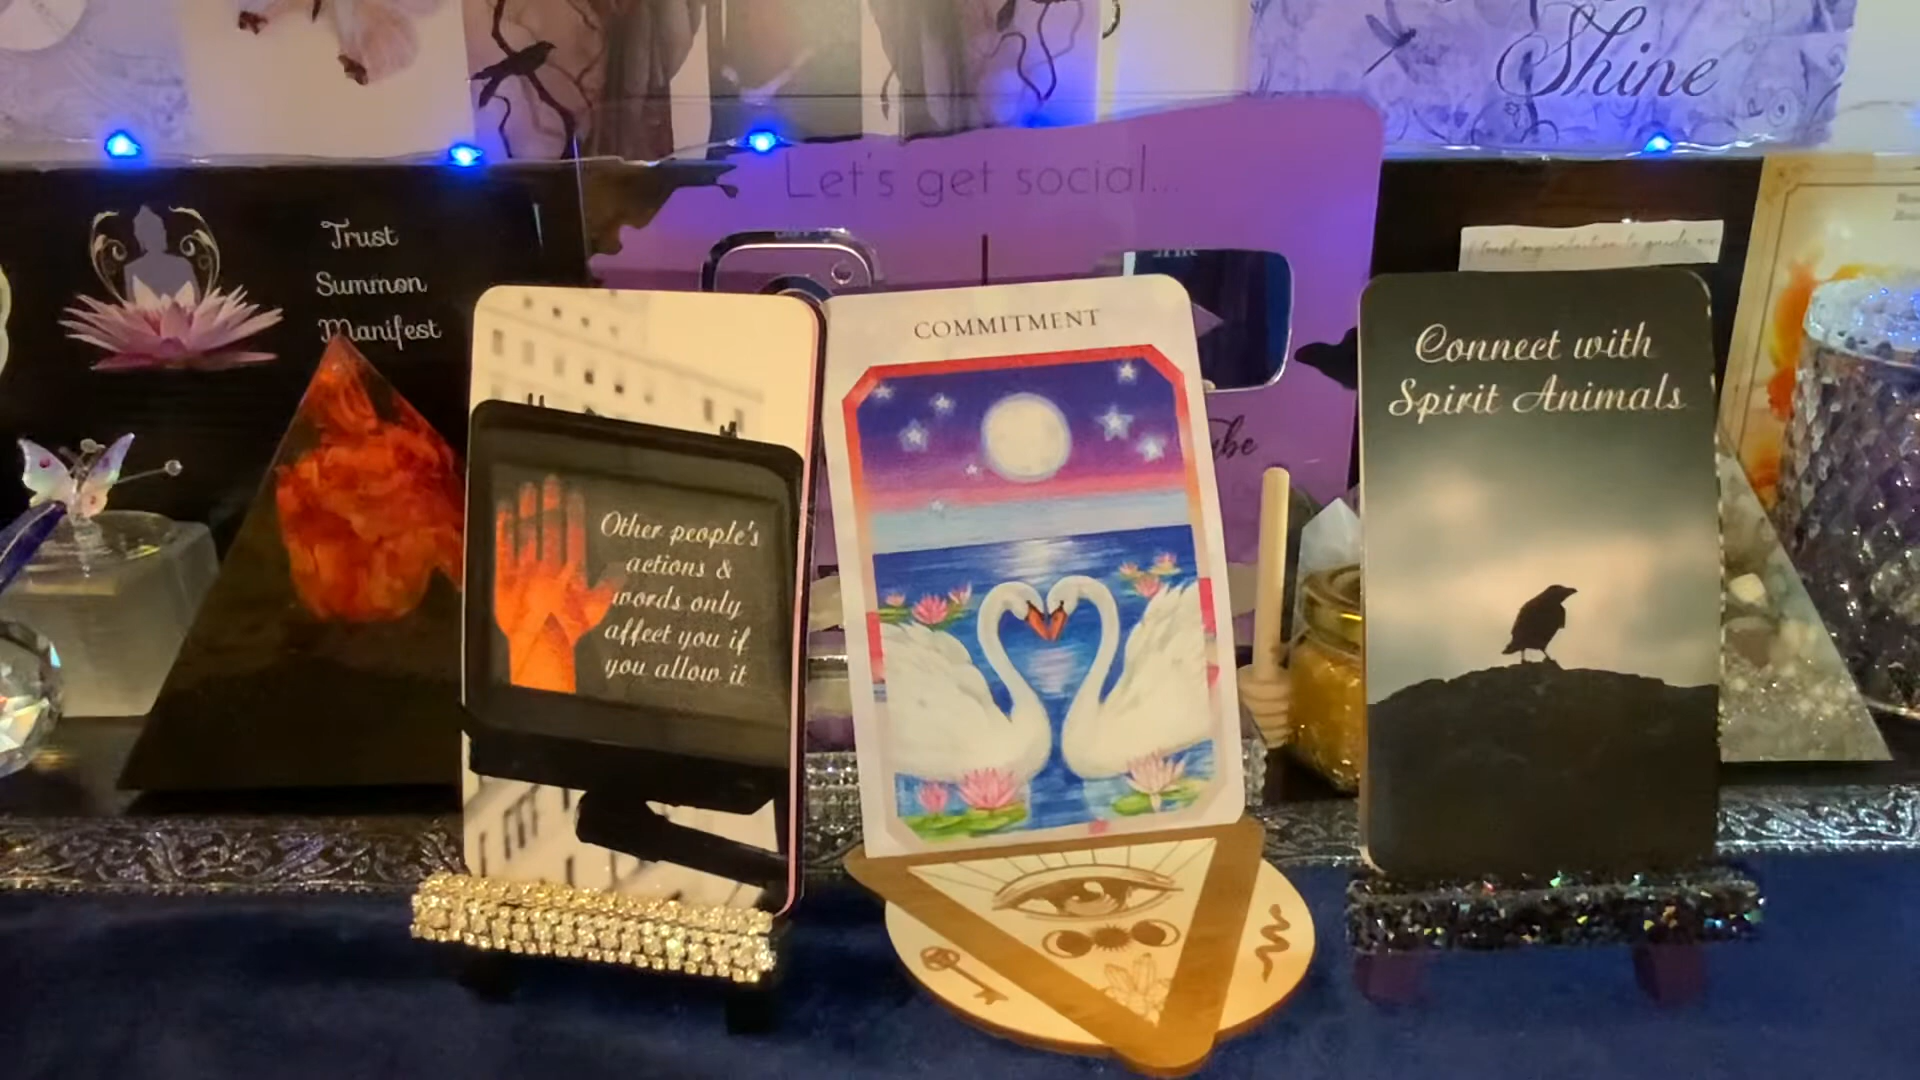 Shine
Let's get social...
Trust
Summon
Manifest
COMMITMENT
Connect with
Spirit Animals
Other people's
actions &
words only
affect you if
you allow it